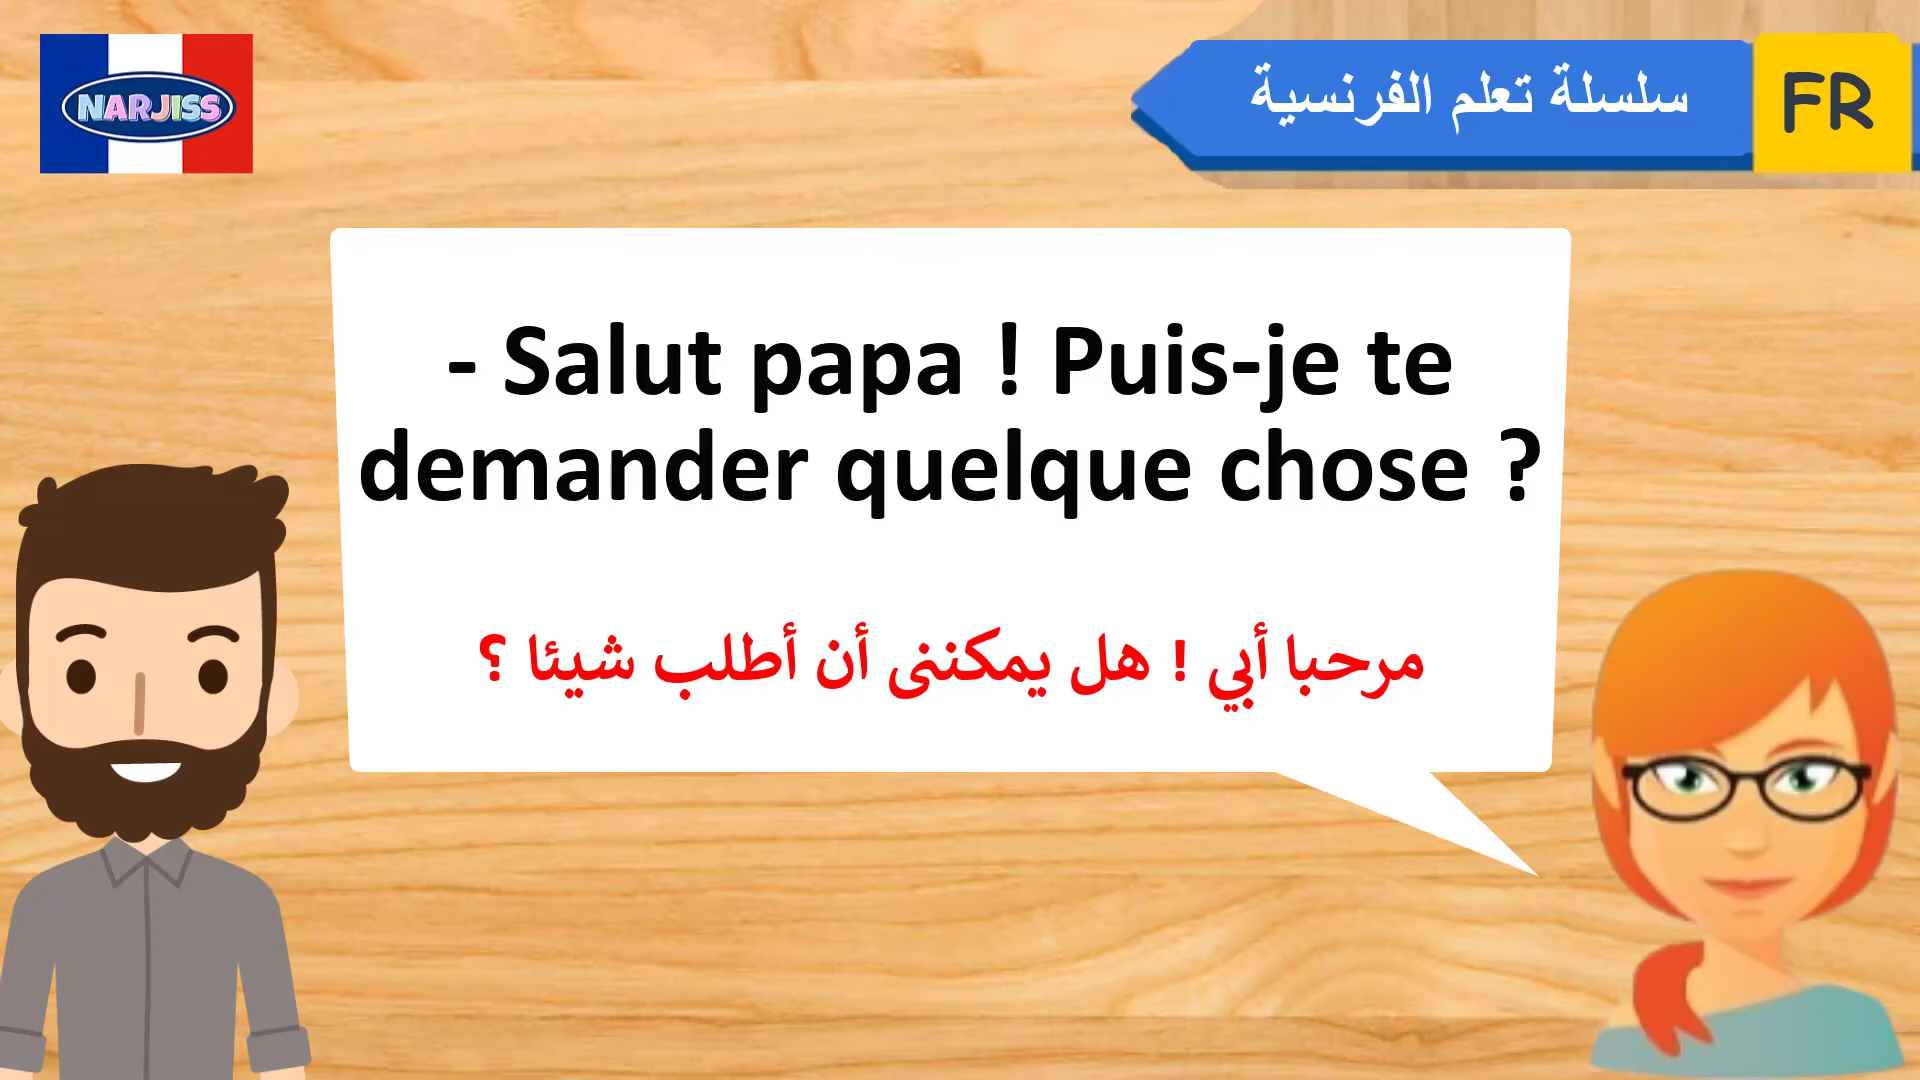 NARJISS
سلسلة تعلم الفرنسية
FR
- Salut papa ! Puis-je te
demander quelque chose ?
مرحبا أبي ! هل يمكننى أن أطلب شيئا ؟